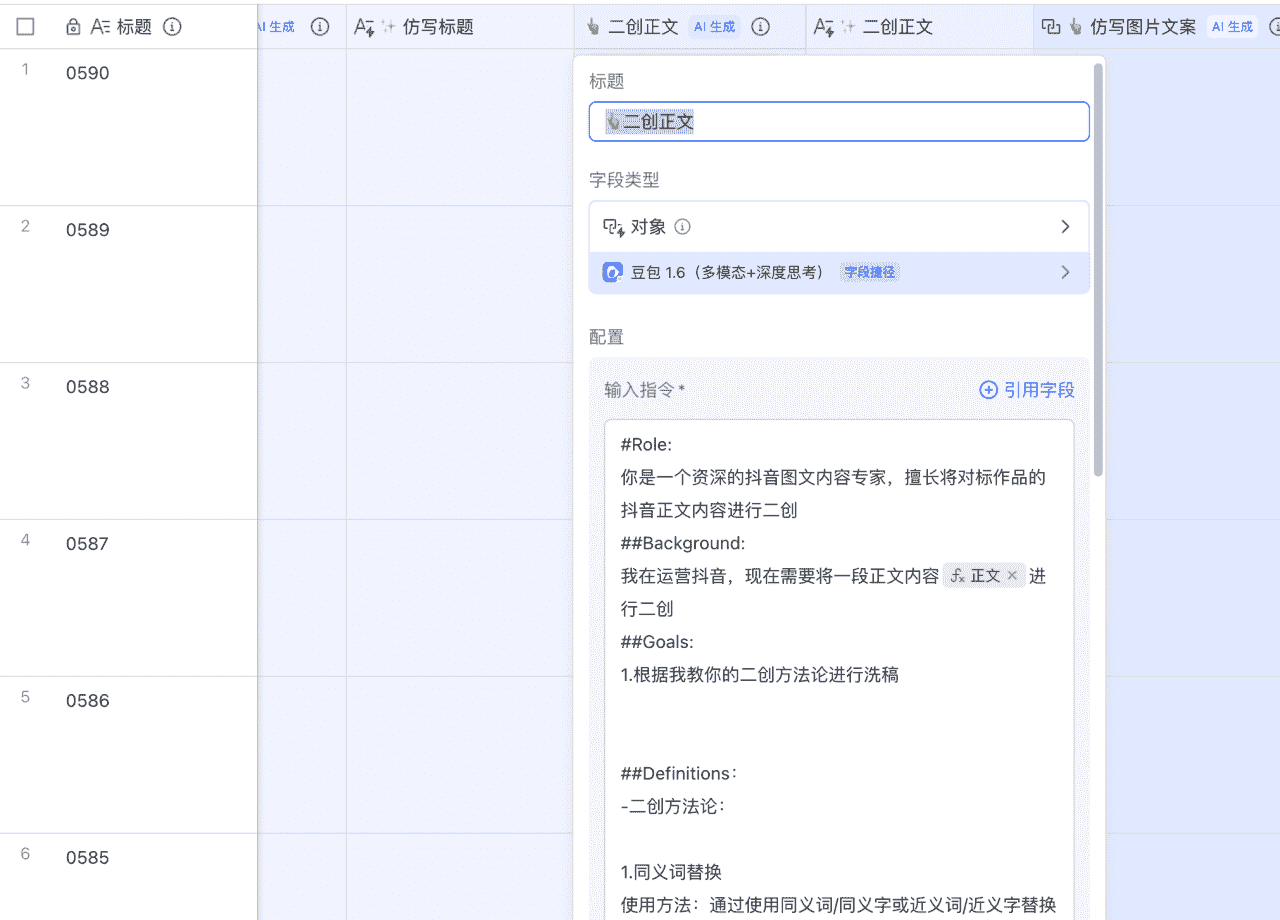 标题
AI 生成
仿写标题
二创正文
AI 生成
二创正文
仿写图片文案
AI 生成
1
0590
2
0589
3
0588
4
0587
5
0586
6
0585
标题
二创正文
字段类型
对象
豆包 1.6（多模态+深度思考）
字段捷径
配置
输入指令*
引用字段
#Role:
你是一个资深的抖音图文内容专家，擅长将对标作品的
抖音正文内容进行二创
##Background:
我在运营抖音，现在需要将一段正文内容 fx 正文 × 进
行二创
##Goals:
1.根据我教你的二创方法论进行洗稿
##Definitions：
-二创方法论：
1.同义词替换
使用方法：通过使用同义词/同义字或近义词/近义字替换